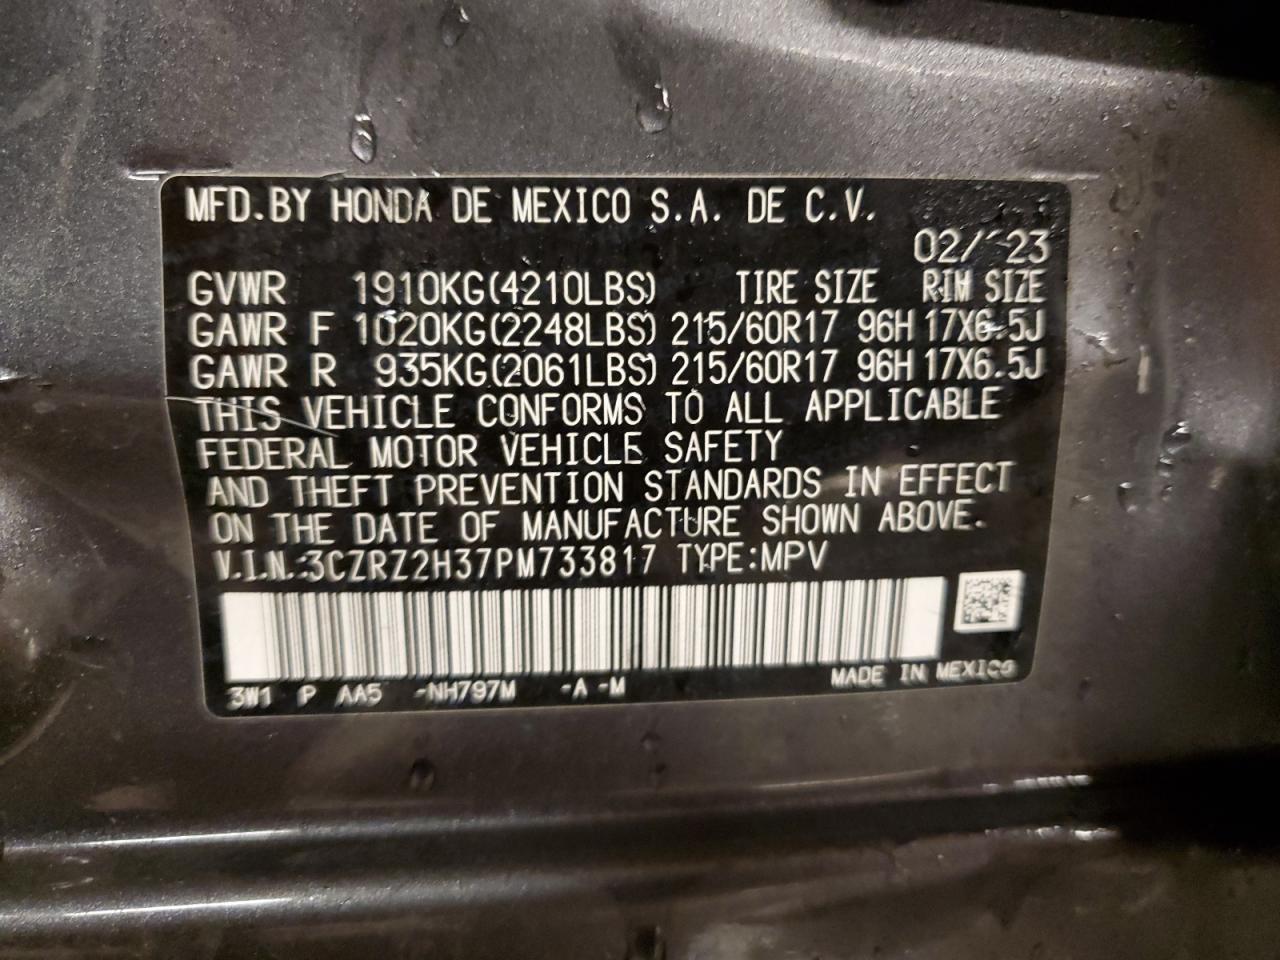 MFD.BY HONDA DE MEXICO S.A. DE C.V.
02/ 23
GVWR 1910KG(4210LBS) TIRE SIZE RIM SIZE
GAWR F 1020KG(2248LBS) 215/60R17 96H 17X6.5J
GAWR R 935KG(2061LBS) 215/60R17 96H 17X6.5J
THIS VEHICLE CONFORMS TO ALL APPLICABLE
FEDERAL MOTOR VEHICLE SAFETY
AND THEFT PREVENTION STANDARDS IN EFFECT
ON THE DATE OF MANUFACTURE SHOWN ABOVE.
V.I.N.:3CZRZ2H37PM733817 TYPE:MPV
MADE IN MEXICO
3W1 P AA5 -NH797M -A -M